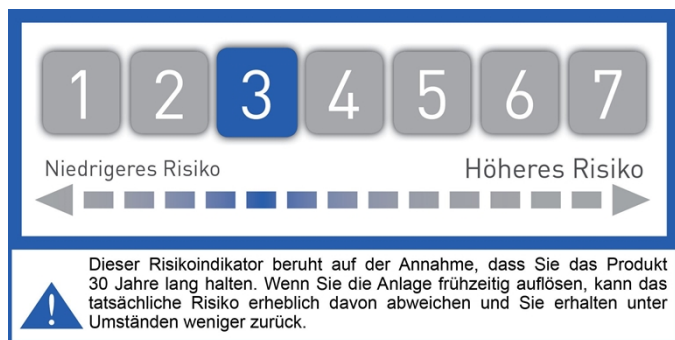 1 2 3 4 5 6 7
Niedrigeres Risiko Höheres Risiko
Dieser Risikoindikator beruht auf der Annahme, dass Sie das Produkt
30 Jahre lang halten. Wenn Sie die Anlage frühzeitig auflösen, kann das
tatsächliche Risiko erheblich davon abweichen und Sie erhalten unter
Umständen weniger zurück.